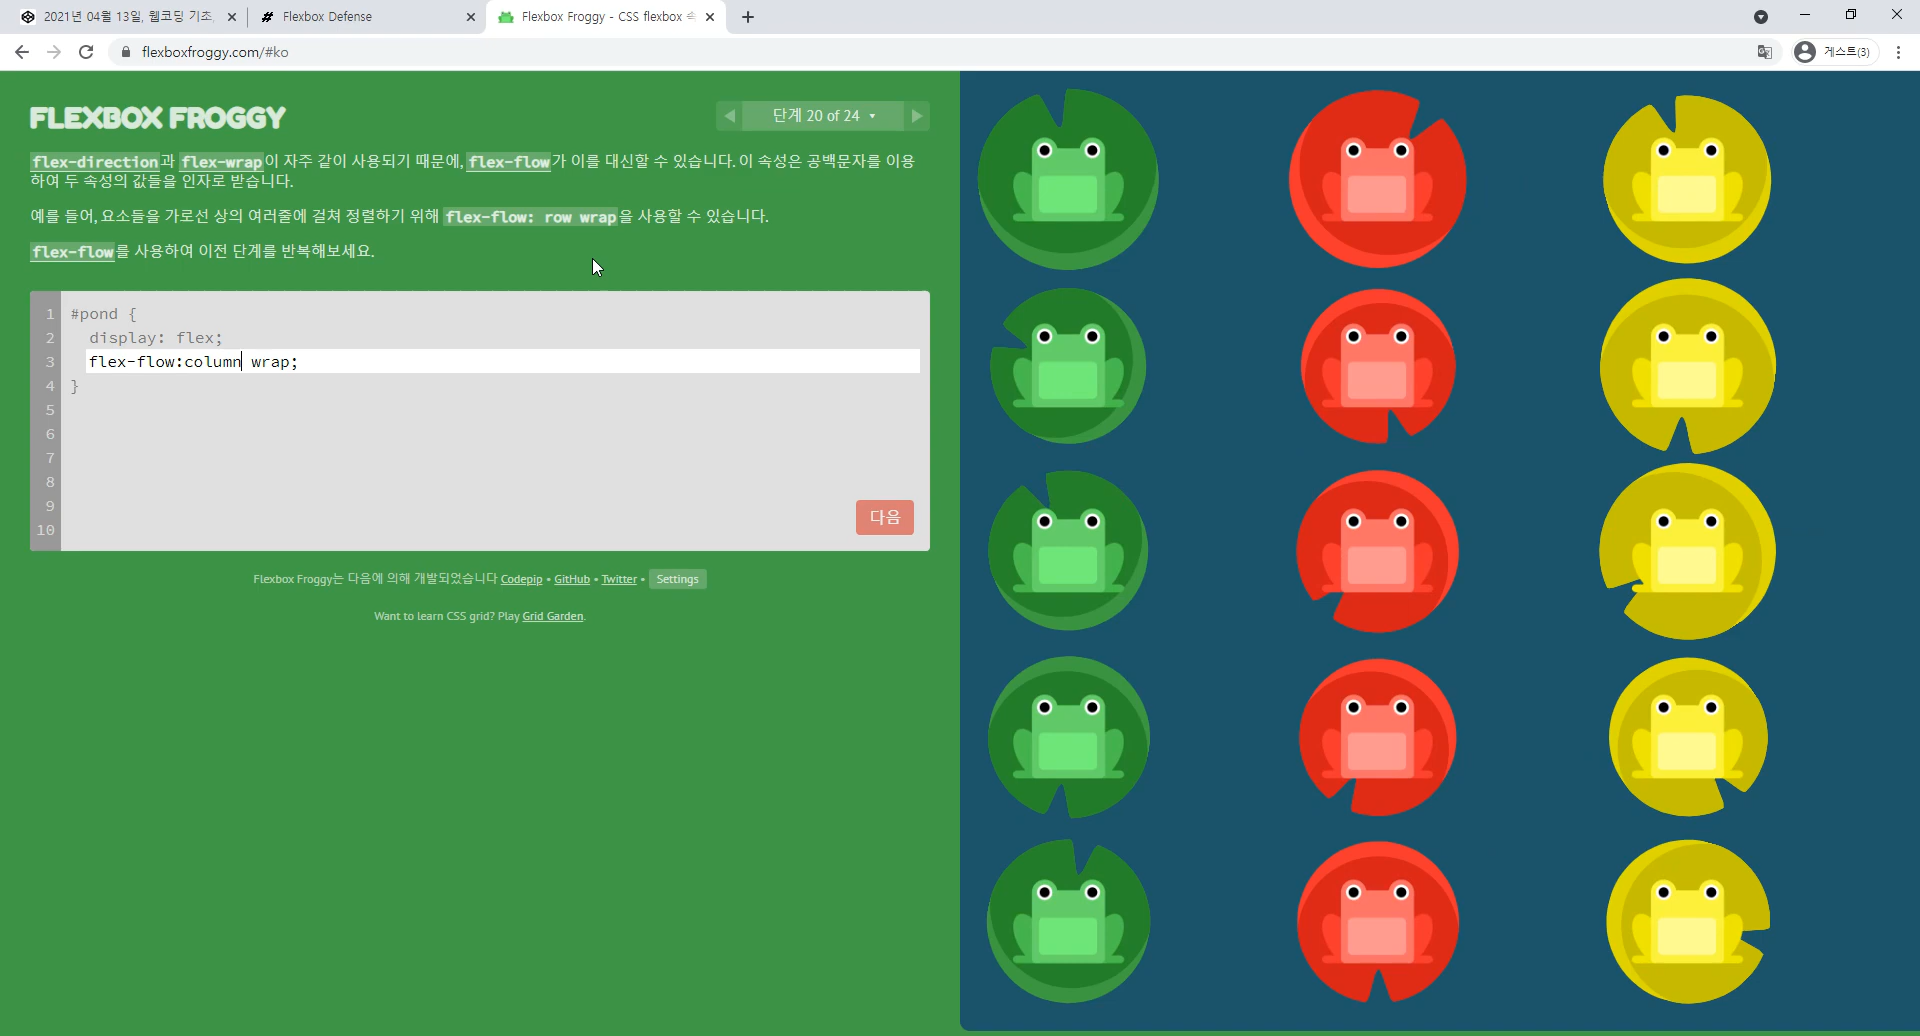 2021년 04월 13일, 웹코딩 기초
Flexbox Defense
Flexbox Froggy - CSS flexbox 속
flexboxfroggy.com/#ko
게스트(3)
FLEXBOX FROGGY
단계 20 of 24
flex-direction과 flex-wrap이 자주 같이 사용되기 때문에, flex-flow가 이를 대신할 수 있습니다. 이 속성은 공백문자를 이용
하여 두 속성의 값들을 인자로 받습니다.
예를 들어, 요소들을 가로선 상의 여러줄에 걸쳐 정렬하기 위해 flex-flow: row wrap을 사용할 수 있습니다.
flex-flow를 사용하여 이전 단계를 반복해보세요.
1 #pond {
2 display: flex;
3 flex-flow:column wrap;
4 }
5
6
7
8
9
10
다음
Flexbox Froggy는 다음에 의해 개발되었습니다 Codepip • GitHub • Twitter • Settings
Want to learn CSS grid? Play Grid Garden.